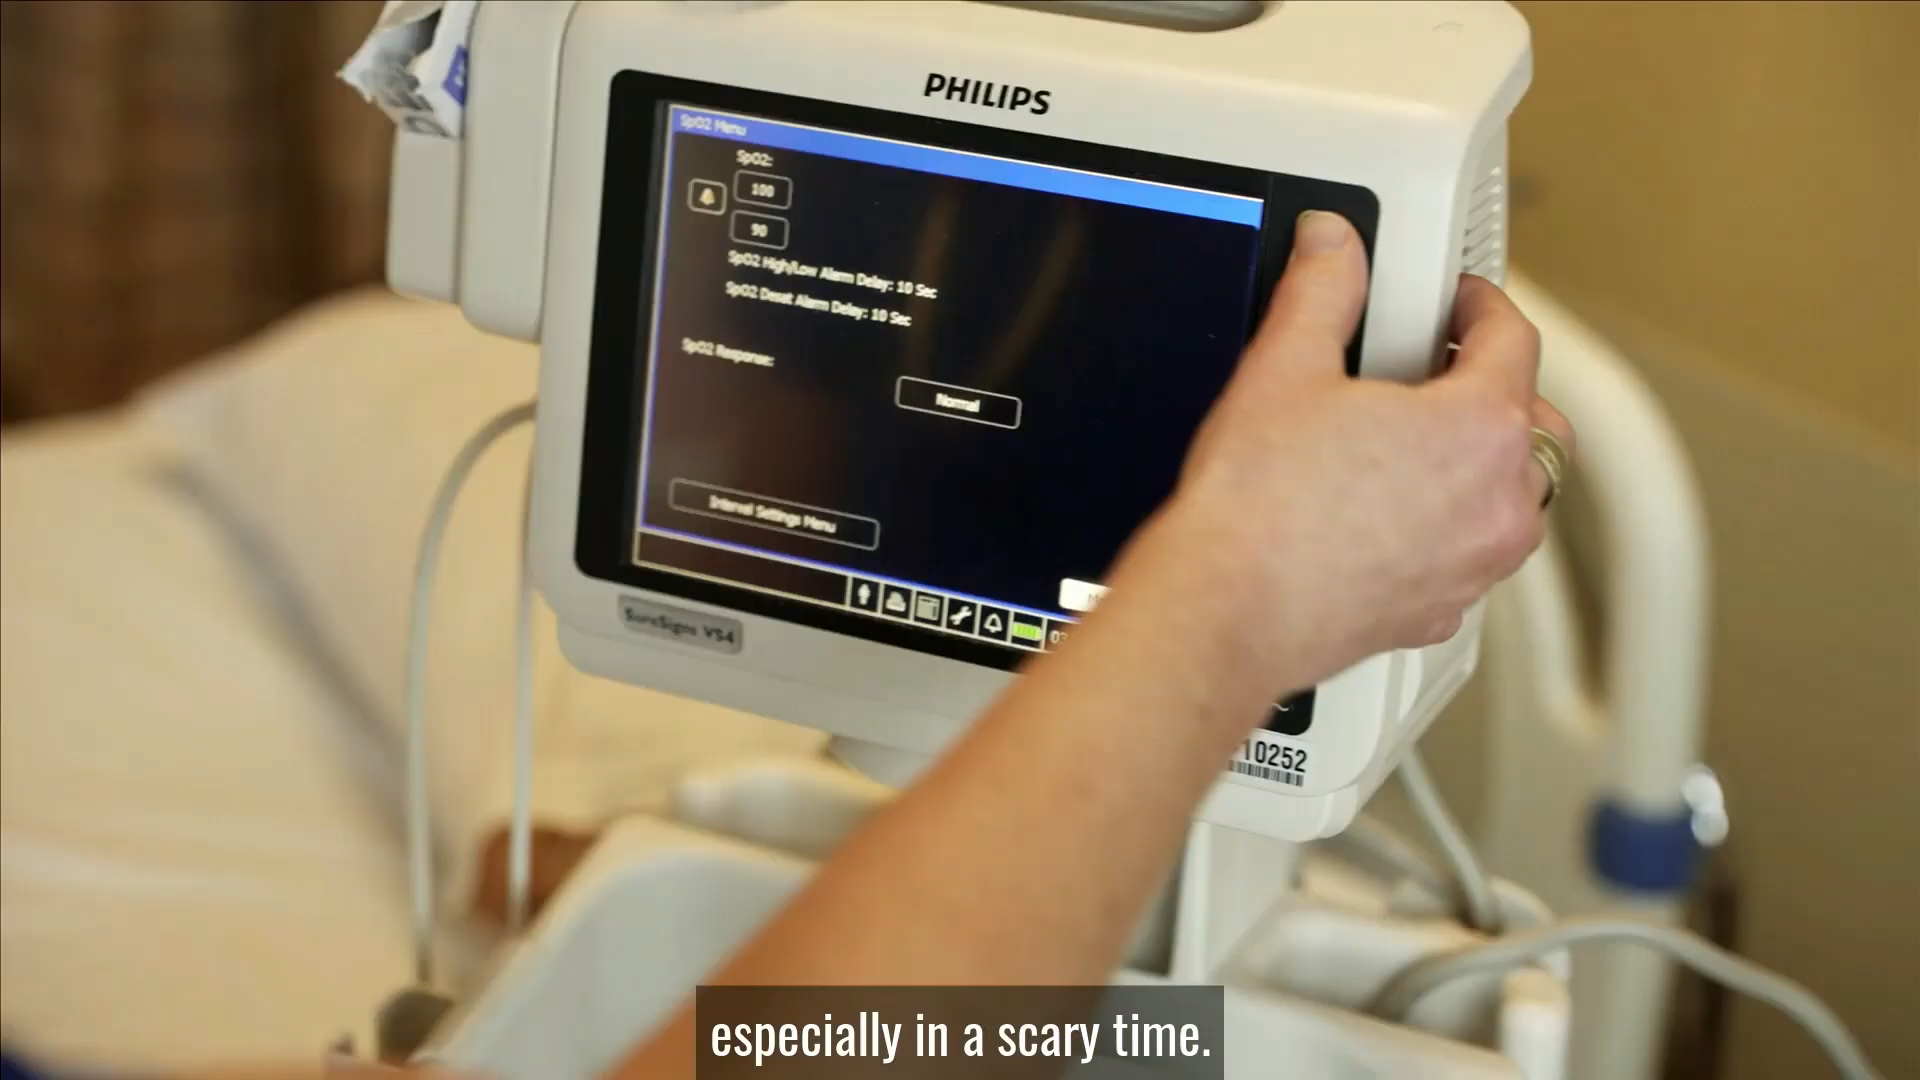 PHILIPS
SpO2 Menu
SpO2:
100
90
SpO2 High/Low Alarm Delay: 10 Sec
SpO2 Desat Alarm Delay: 10 Sec
SpO2 Response:
Normal
Interval Settings Menu
SureSigns VS4
10252
especially in a scary time.